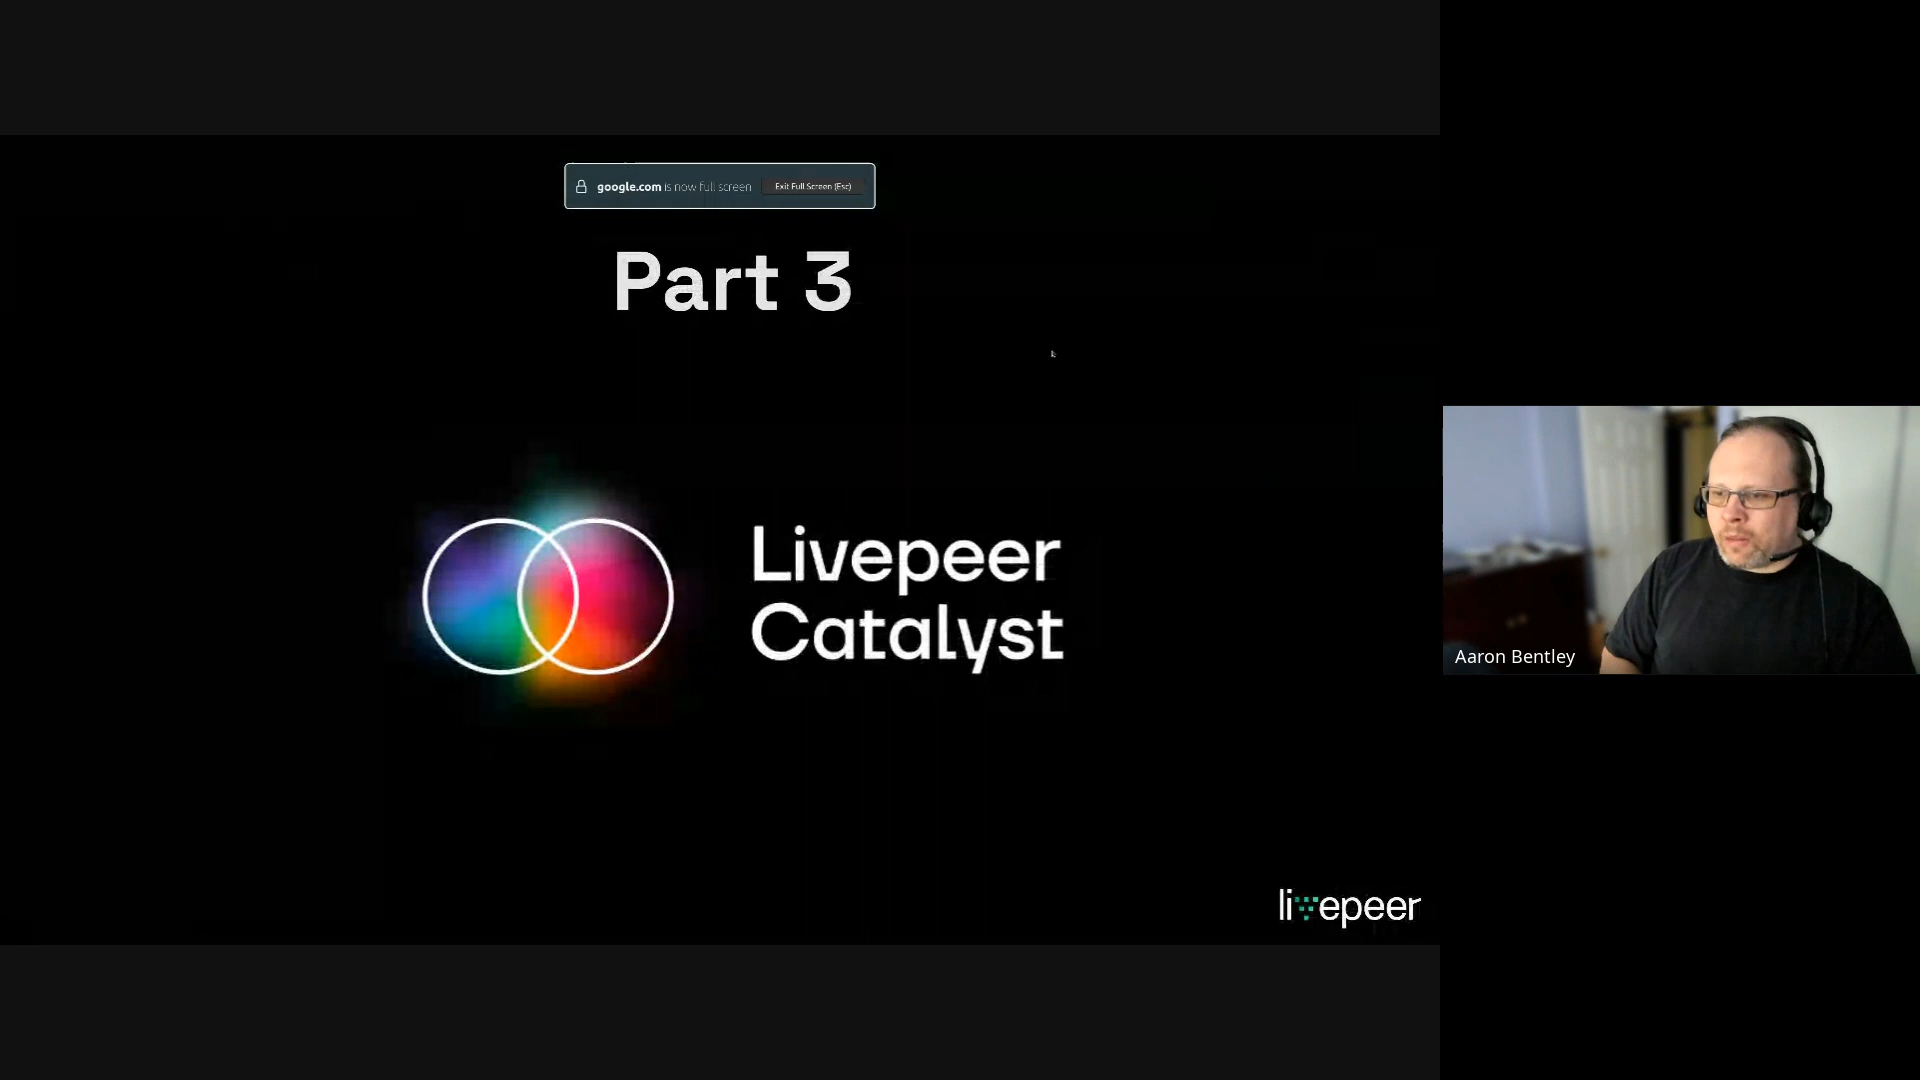 google.com is now full screen Exit Full Screen (Esc)
Part 3
Livepeer
Catalyst
livepeer
Aaron Bentley